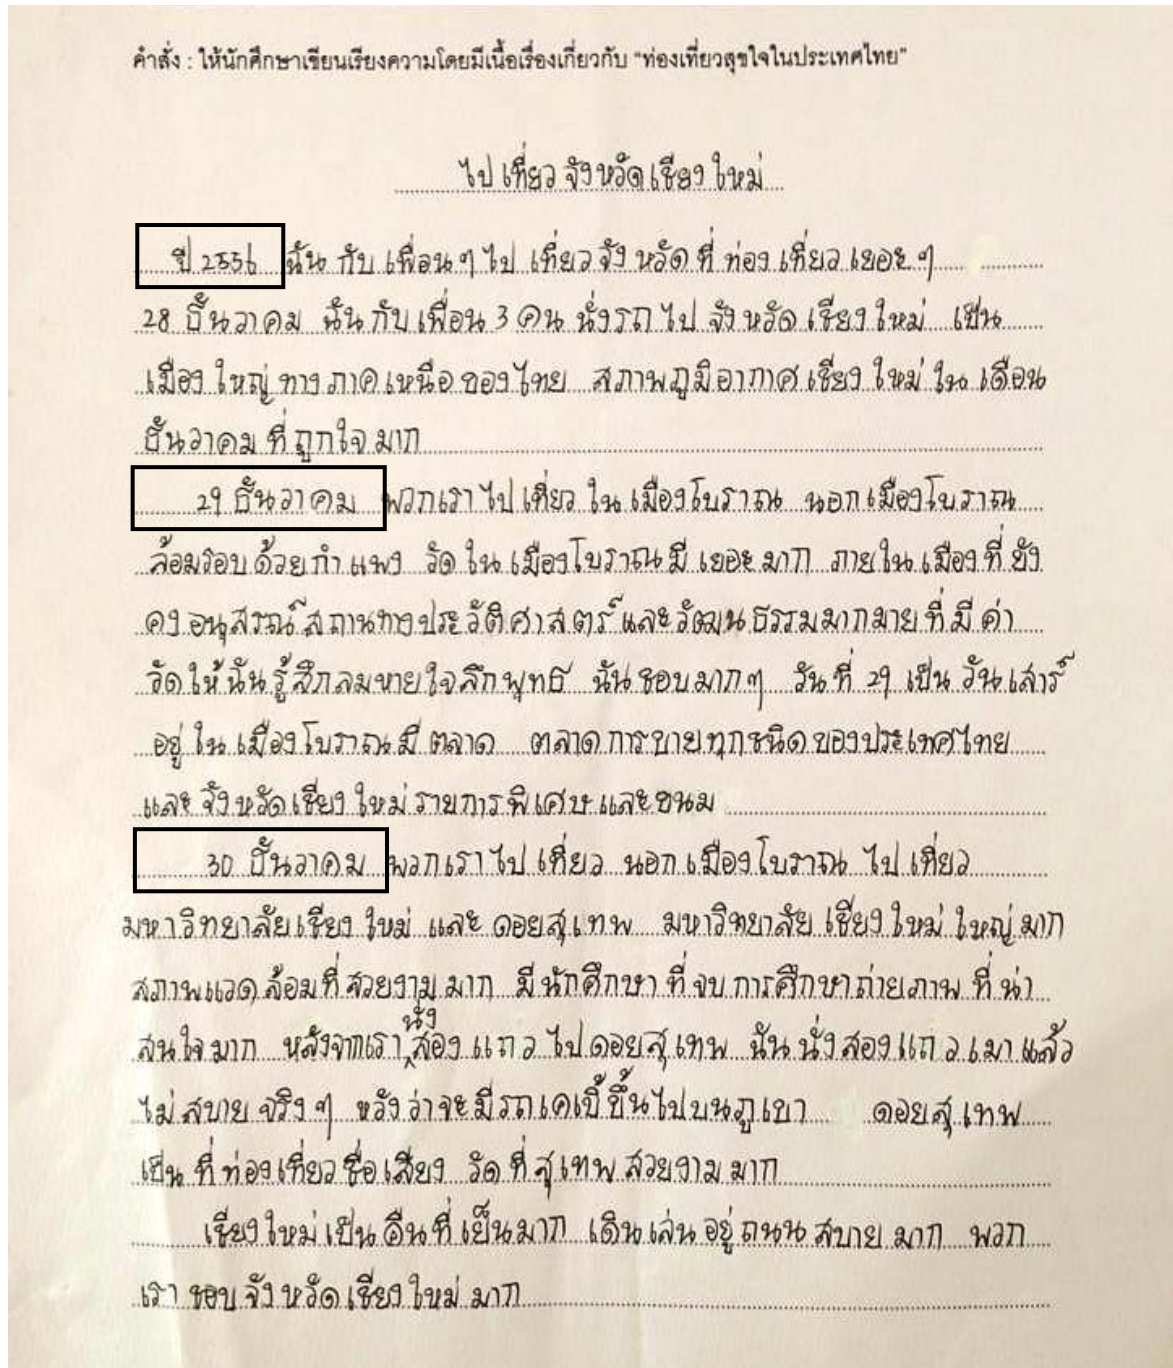 คำสั่ง : ให้นักศึกษาเขียนเรียงความโดยมีเนื้อเรื่องเกี่ยวกับ "ท่องเที่ยวสุขใจในประเทศไทย"
ไปเที่ยวจังหวัดเชียงใหม่
ปี 2556 ฉันกับเพื่อนๆไปเที่ยวจังหวัดที่ท่องเที่ยวเยอะๆ
28 ธันวาคม ฉันกับเพื่อน 3 คน นั่งรถไปจังหวัดเชียงใหม่ เป็น
เมืองใหญ่ทางภาคเหนือของไทย สภาพภูมิอากาศเชียงใหม่ในเดือน
ธันวาคมที่ถูกใจมาก
29 ธันวาคม พวกเราไปเที่ยวในเมืองโบราณ นอกเมืองโบราณ
ล้อมรอบด้วยกำแพง วัดในเมืองโบราณมีเยอะมาก ภายในเมืองที่ยัง
คงอนุสรณ์สถานทางประวัติศาสตร์และวัฒนธรรมมากมายที่มีค่า
วัดให้ฉันรู้สึกลมหายใจลึกพุทธ ฉันชอบมากๆ วันที่ 29 เป็นวันเสาร์
อยู่ในเมืองโบราณมีตลาด ตลาดการขายทุกชนิดของประเทศไทย
และจังหวัดเชียงใหม่รายการพิเศษและขนม
30 ธันวาคม พวกเราไปเที่ยว นอกเมืองโบราณ ไปเที่ยว
มหาวิทยาลัยเชียงใหม่ และดอยสุเทพ มหาวิทยาลัยเชียงใหม่ใหญ่มาก
สภาพแวดล้อมที่สวยงามมาก มีนักศึกษาที่จบการศึกษาถ่ายภาพที่น่า
สนใจมาก หลังจากเรานั่งสองแถวไปดอยสุเทพ ฉันนั่งสองแถวเมาแล้ว
ไม่สบายจริงๆ หวังว่าจะมีรถเคเบิ้ขึ้นไปบนภูเขา ดอยสุเทพ
เป็นที่ท่องเที่ยวชื่อเสียง วัดที่สุเทพสวยงามมาก
เชียงใหม่เป็นคืนที่เย็นมาก เดินเล่นอยู่ถนนสบายมาก พวก
เราชอบจังหวัดเชียงใหม่มาก